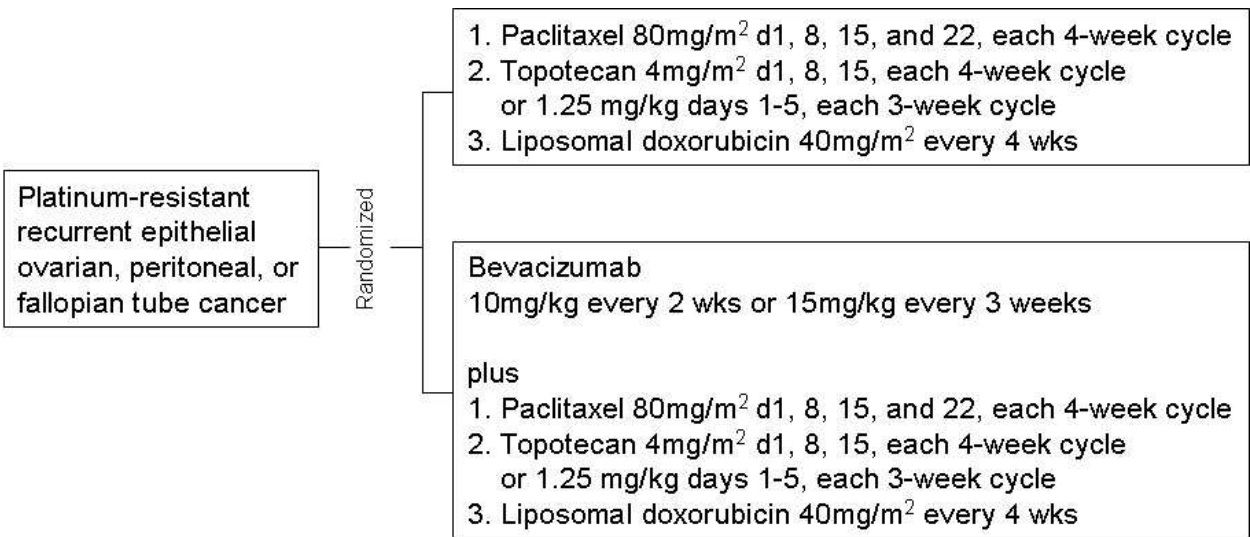 Platinum-resistant
recurrent epithelial
ovarian, peritoneal, or
fallopian tube cancer
Randomized
1. Paclitaxel 80mg/m² d1, 8, 15, and 22, each 4-week cycle
2. Topotecan 4mg/m² d1, 8, 15, each 4-week cycle
or 1.25 mg/kg days 1-5, each 3-week cycle
3. Liposomal doxorubicin 40mg/m² every 4 wks
Bevacizumab
10mg/kg every 2 wks or 15mg/kg every 3 weeks
plus
1. Paclitaxel 80mg/m² d1, 8, 15, and 22, each 4-week cycle
2. Topotecan 4mg/m² d1, 8, 15, each 4-week cycle
or 1.25 mg/kg days 1-5, each 3-week cycle
3. Liposomal doxorubicin 40mg/m² every 4 wks